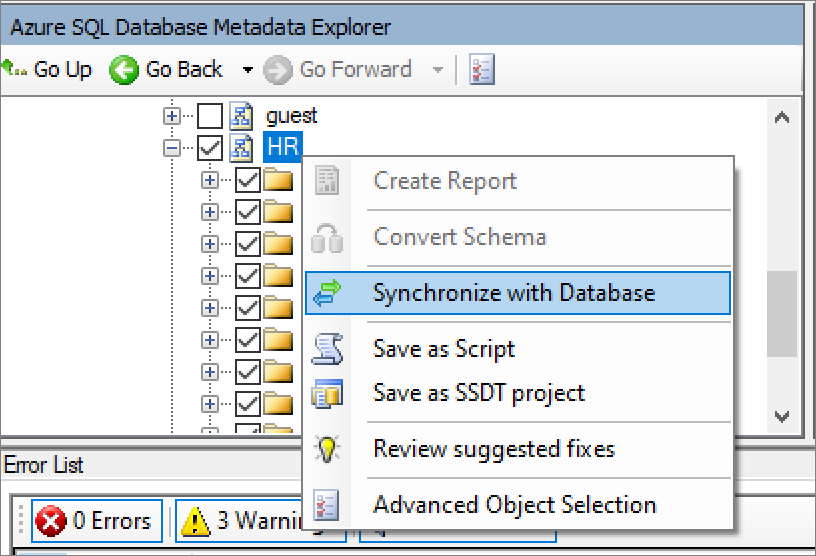 Azure SQL Database Metadata Explorer
Go Up Go Back Go Forward
guest
HR
Create Report
Convert Schema
Synchronize with Database
Save as Script
Save as SSDT project
Review suggested fixes
Advanced Object Selection
Error List
0 Errors 3 Warnin